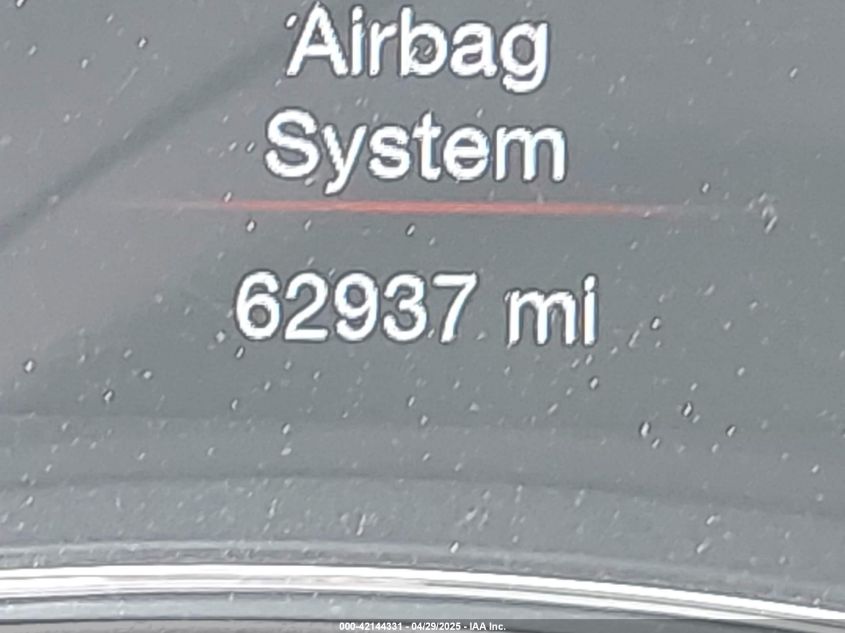 Airbag
System
62937 mi
000-42144331 - 04/29/2025 - IAA Inc.